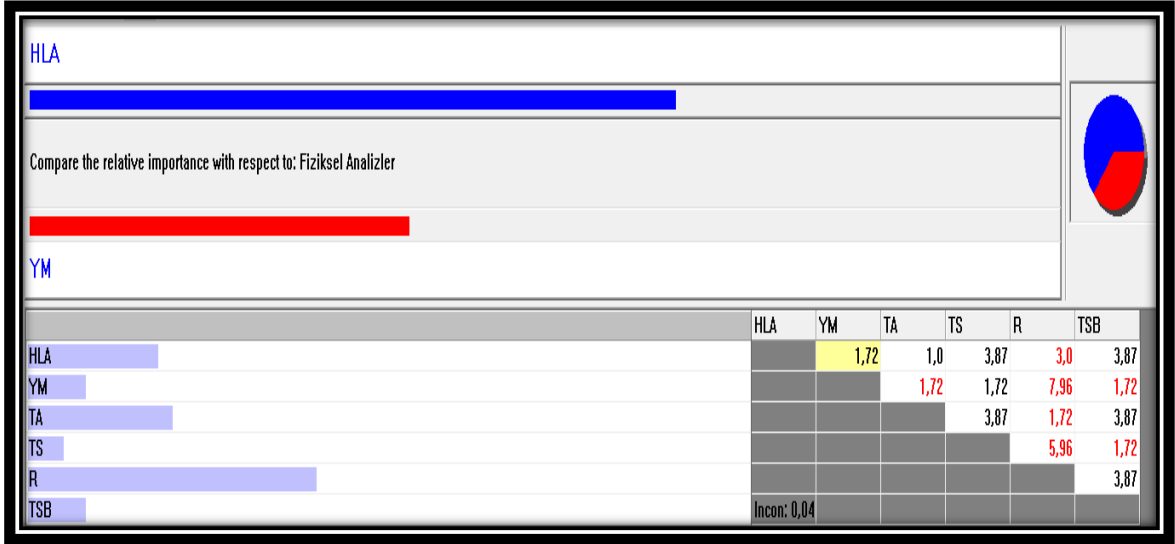 HLA
Compare the relative importance with respect to: Fiziksel Analizler
YM
HLA YM TA TS R TSB
HLA 1,72 1,0 3,87 3,0 3,87
YM 1,72 1,72 7,96 1,72
TA 3,87 1,72 3,87
TS 5,96 1,72
R 3,87
TSB Incon: 0,04